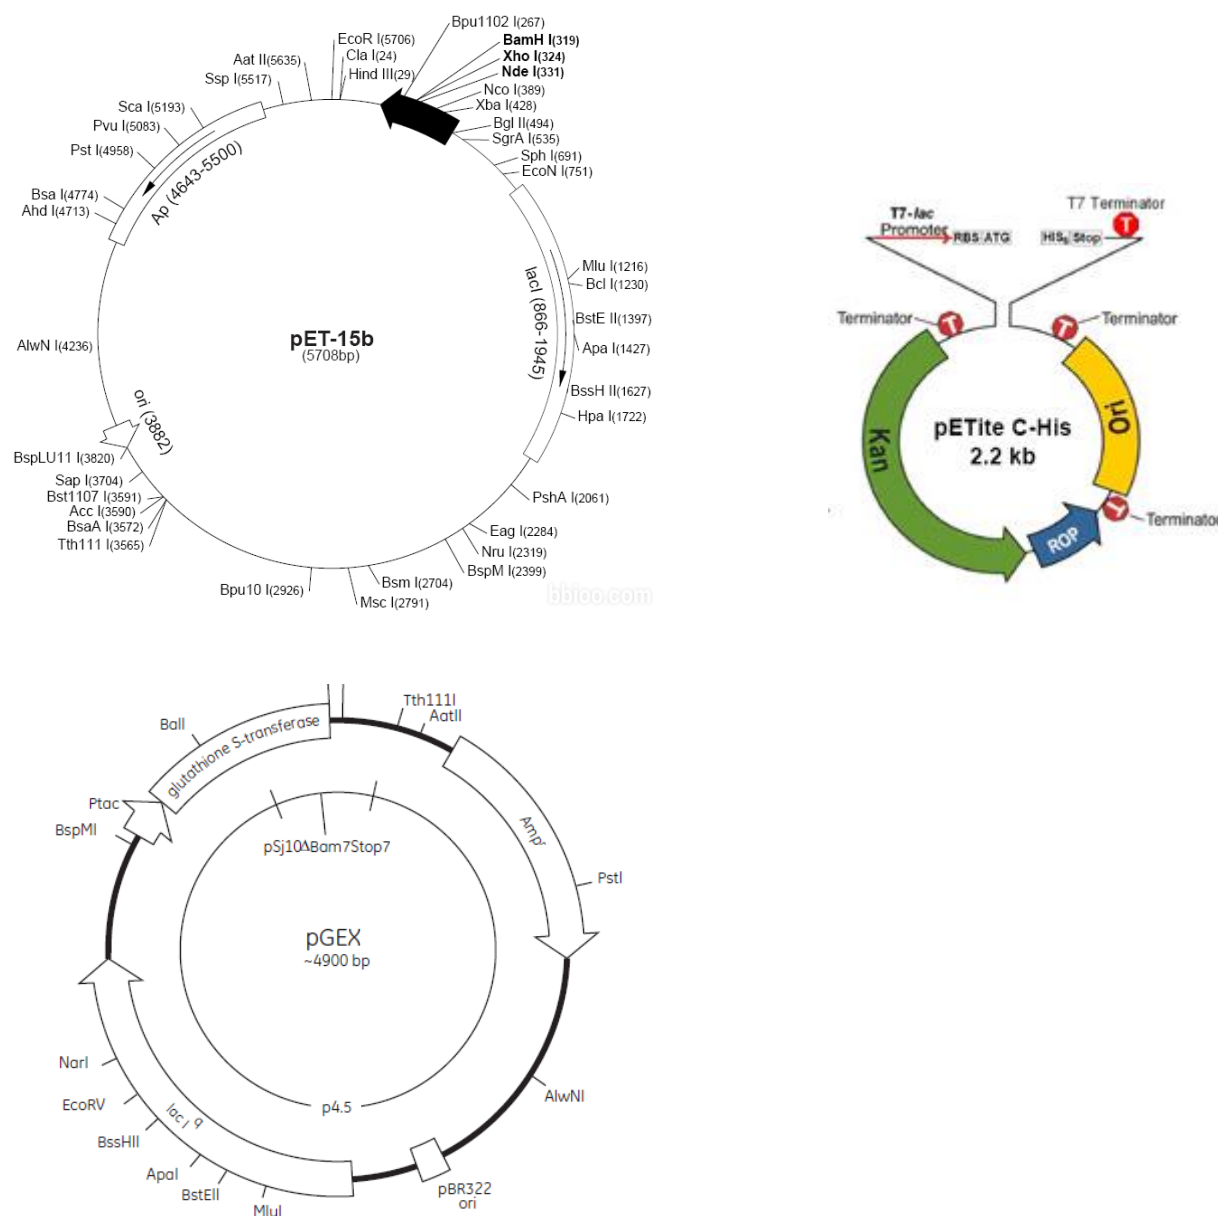 Bpu1102 I(267)
EcoR I(5706)
BamH I(319)
Cla I(24)
Xho I(324)
Aat II(5635)
Hind III(29)
Nde I(331)
Ssp I(5517)
Nco I(389)
Xba I(428)
Sca I(5193)
Bgl II(494)
Pvu I(5083)
SgrA I(535)
Pst I(4958)
Sph I(691)
EcoN I(751)
Bsa I(4774)
Ahd I(4713)
Ap (4643-5500)
Mlu I(1216)
Bcl I(1230)
lacI (866-1945)
BstE II(1397)
AlwN I(4236)
pET-15b
(5708bp)
Apa I(1427)
BssH II(1627)
Hpa I(1722)
ori (3882)
BspLU11 I(3820)
Sap I(3704)
Bst1107 I(3591)
Acc I(3590)
BsaA I(3572)
Tth111 I(3565)
PshA I(2061)
Eag I(2284)
Nru I(2319)
BspM I(2399)
Bsm I(2704)
Bpu10 I(2926)
Msc I(2791)
bbioo.com
T7 Terminator
T
T7-lac
Promoter
RBS ATG
HIS6 Stop
Terminator
T
T
Terminator
Kan
pETite C-His
2.2 kb
Ori
ROP
T
Terminator
Tth111I
AatII
BalI
glutathione S-transferase
Ptac
BspMI
Ampr
pSj10ΔBam7Stop7
PstI
pGEX
~4900 bp
NarI
EcoRV
BssHII
lac Iq
p4.5
AlwNI
ApaI
BstEII
MluI
pBR322
ori